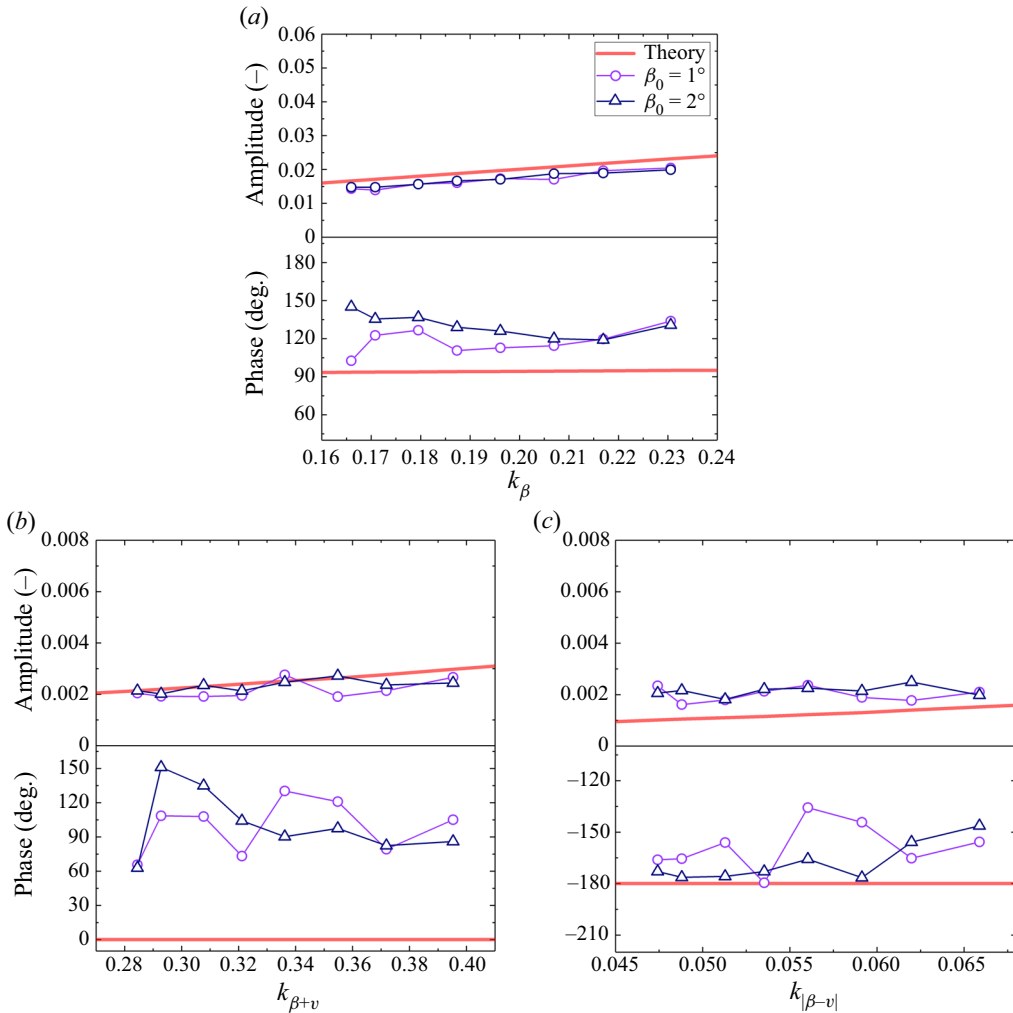 (a)
0.06
0.05
0.04
0.03
0.02
0.01
0
Amplitude (–)
Theory
β0 = 1°
β0 = 2°
180
150
120
90
60
Phase (deg.)
0.16 0.17 0.18 0.19 0.20 0.21 0.22 0.23 0.24
kβ
(b)
0.008
0.006
0.004
0.002
0
Amplitude (–)
150
120
90
60
30
0
Phase (deg.)
0.28 0.30 0.32 0.34 0.36 0.38 0.40
kβ+v
(c)
0.008
0.006
0.004
0.002
0
–120
–150
–180
–210
0.045 0.050 0.055 0.060 0.065
k|β–v|